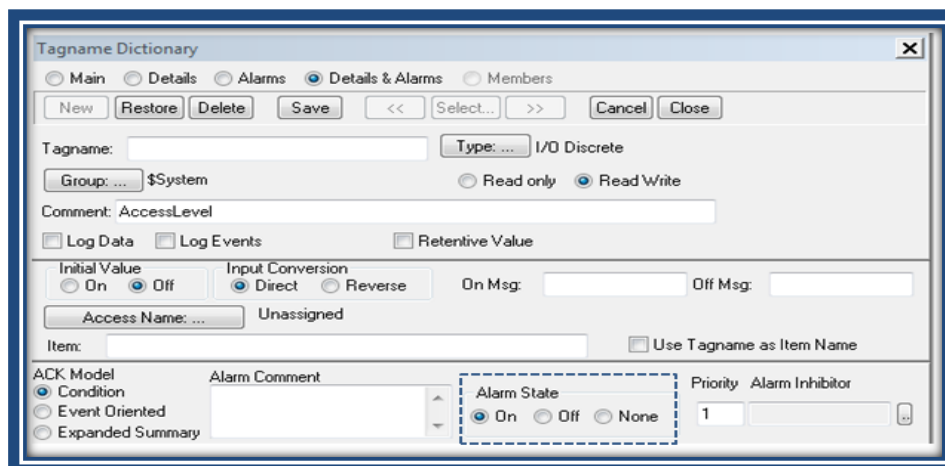 Tagname Dictionary
Main Details Alarms Details & Alarms Members
New Restore Delete Save << Select... >> Cancel Close
Tagname: Type: ... I/O Discrete
Group: ... $System Read only Read Write
Comment: AccessLevel
Log Data Log Events Retentive Value
Initial Value Input Conversion
On Off Direct Reverse On Msg: Off Msg:
Access Name: ... Unassigned
Item: Use Tagname as Item Name
ACK Model Alarm Comment Alarm State Priority Alarm Inhibitor
Condition
On Off None 1 ..
Event Oriented
Expanded Summary